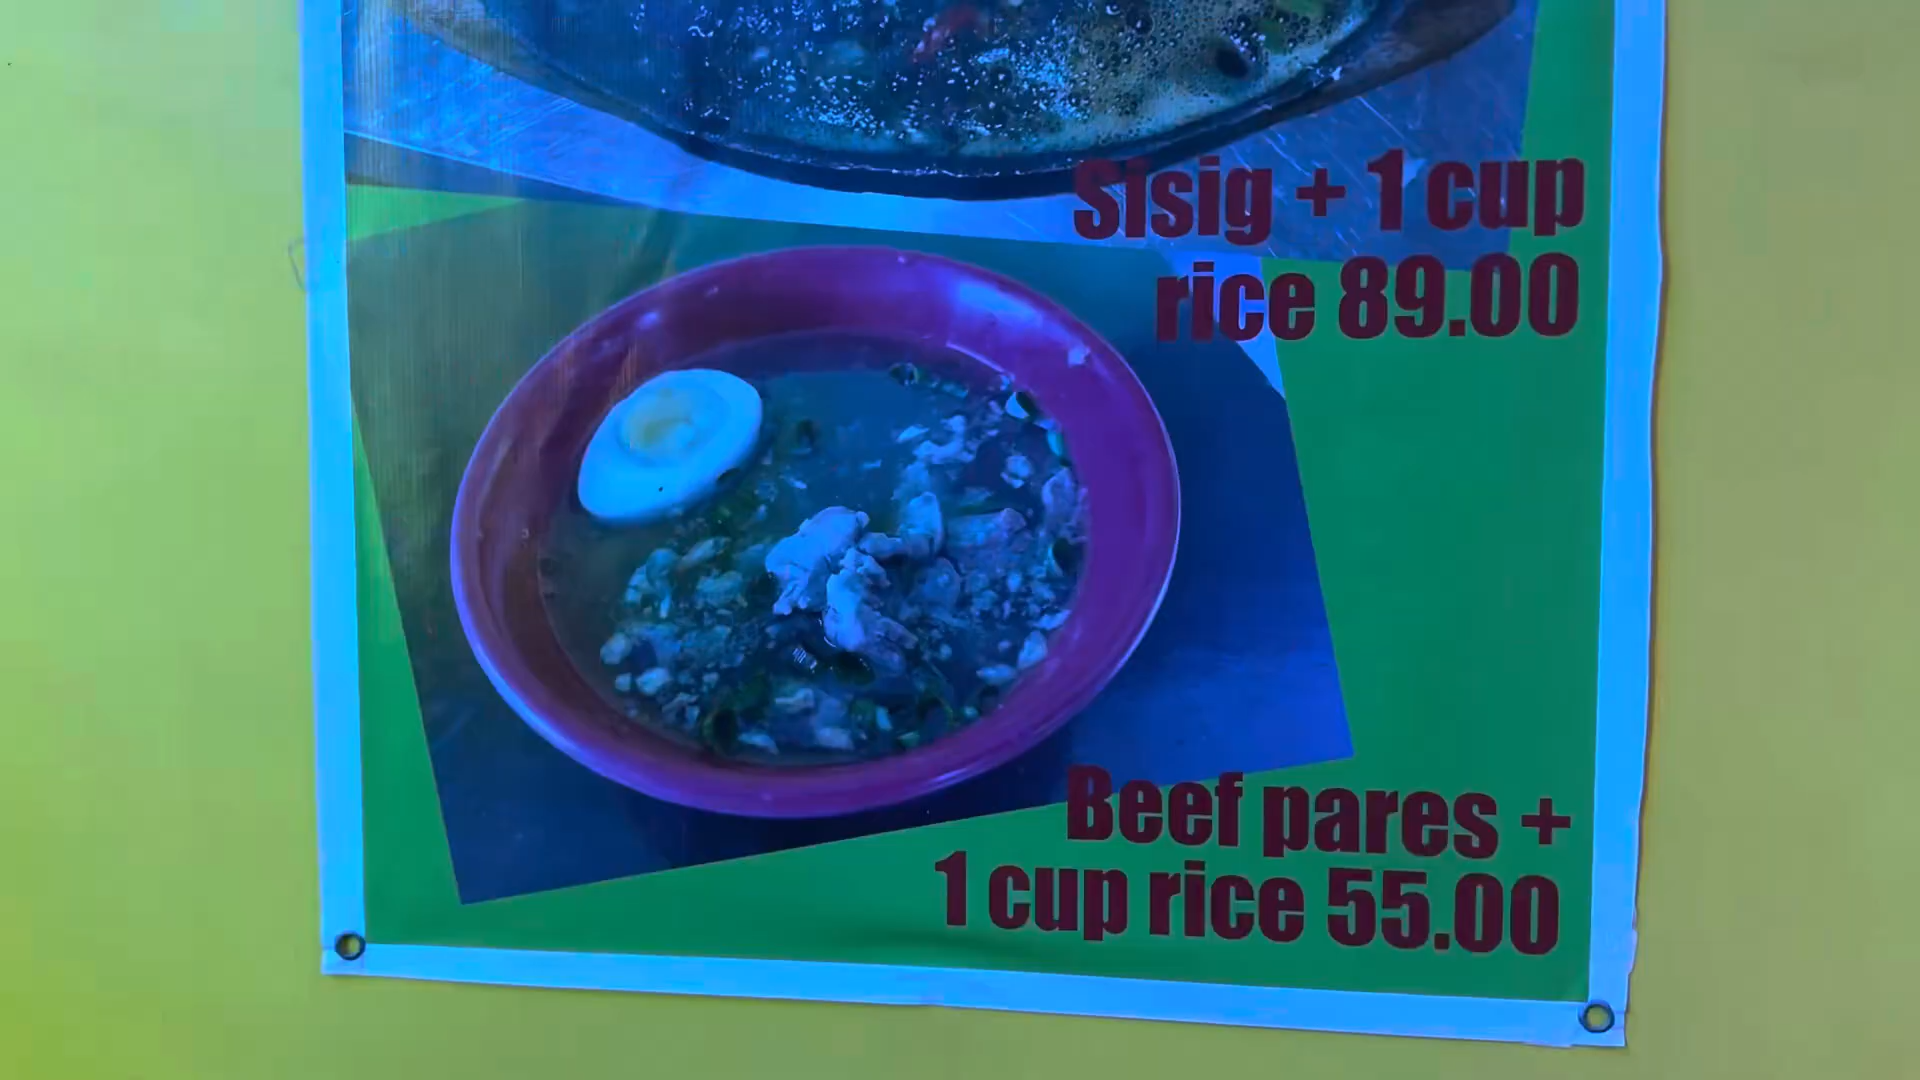 Sisig + 1 cup
rice 89.00
Beef pares +
1 cup rice 55.00